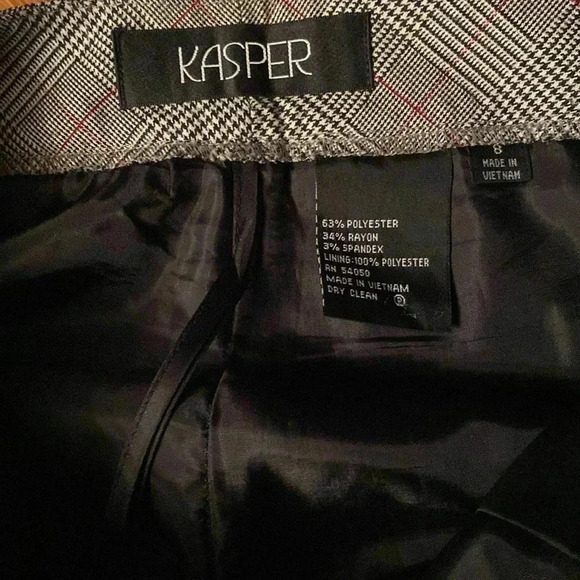 KASPER
8
MADE IN
VIETNAM
63% POLYESTER
34% RAYON
3% SPANDEX
LINING:100% POLYESTER
RN 54050
MADE IN VIETNAM
DRY CLEAN Ⓟ